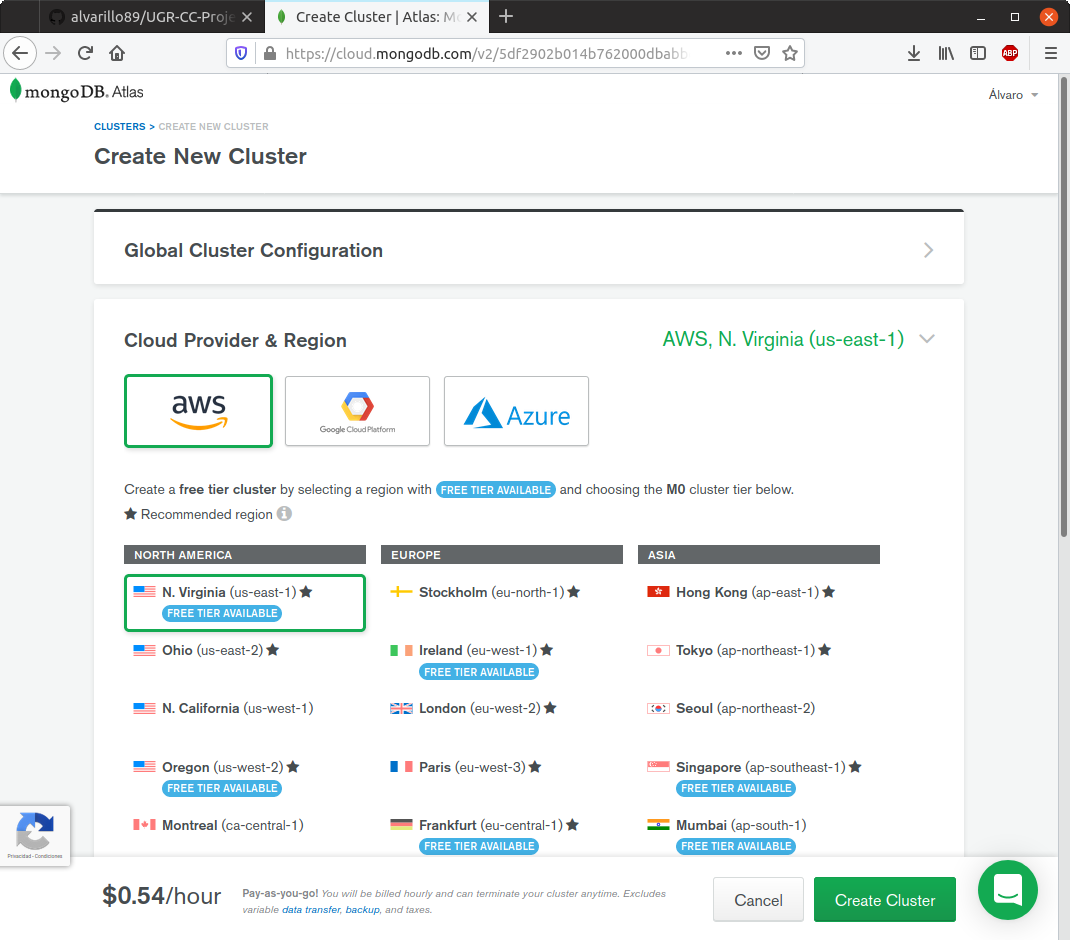 alvarillo89/UGR-CC-Proje
Create Cluster | Atlas: Mo
https://cloud.mongodb.com/v2/5df2902b014b762000dbabb
ABP
mongoDB. Atlas
Álvaro
CLUSTERS > CREATE NEW CLUSTER
Create New Cluster
Global Cluster Configuration
Cloud Provider & Region
AWS, N. Virginia (us-east-1)
aws
Google Cloud Platform
Azure
Create a free tier cluster by selecting a region with FREE TIER AVAILABLE and choosing the M0 cluster tier below.
★ Recommended region i
NORTH AMERICA
EUROPE
ASIA
N. Virginia (us-east-1) ★
FREE TIER AVAILABLE
Stockholm (eu-north-1) ★
Hong Kong (ap-east-1) ★
Ohio (us-east-2) ★
Ireland (eu-west-1) ★
FREE TIER AVAILABLE
Tokyo (ap-northeast-1) ★
N. California (us-west-1)
London (eu-west-2) ★
Seoul (ap-northeast-2)
Oregon (us-west-2) ★
FREE TIER AVAILABLE
Paris (eu-west-3) ★
Singapore (ap-southeast-1) ★
FREE TIER AVAILABLE
Montreal (ca-central-1)
Frankfurt (eu-central-1) ★
FREE TIER AVAILABLE
Mumbai (ap-south-1)
FREE TIER AVAILABLE
Privacidad - Condiciones
$0.54/hour
Pay-as-you-go! You will be billed hourly and can terminate your cluster anytime. Excludes
variable data transfer, backup, and taxes.
Cancel
Create Cluster